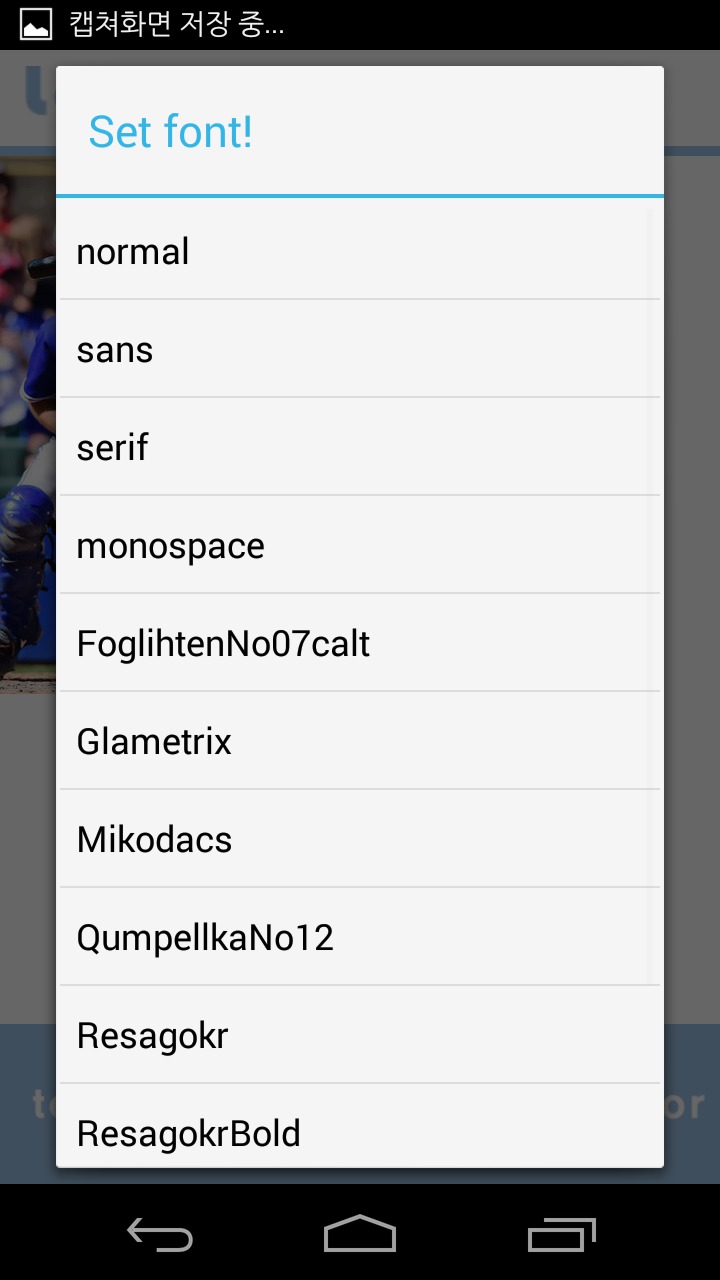 캡쳐화면 저장 중...
Set font!
normal
sans
serif
monospace
FoglihtenNo07calt
Glametrix
Mikodacs
QumpellkaNo12
Resagokr
ResagokrBold